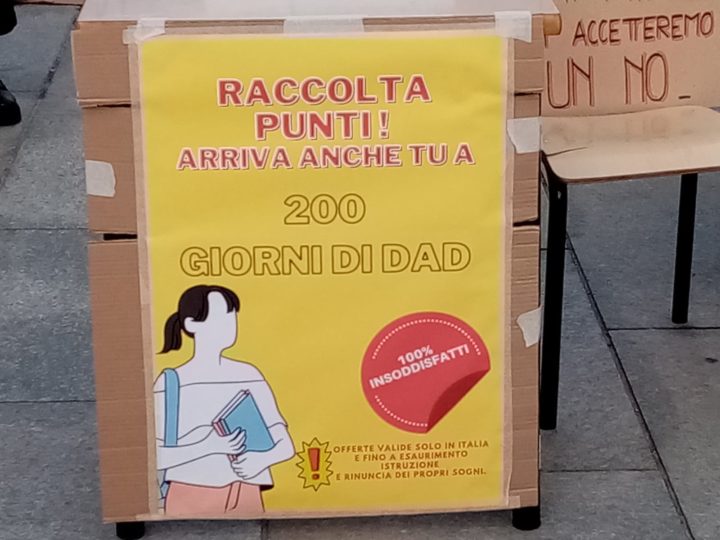 RACCOLTA
PUNTI!
ARRIVA ANCHE TU A
200
GIORNI DI DAD
100%
INSODDISFATTI
OFFERTE VALIDE SOLO IN ITALIA
E FINO A ESAURIMENTO
ISTRUZIONE
E RINUNCIA DEI PROPRI SOGNI.
ACCETTEREMO
UN NO_